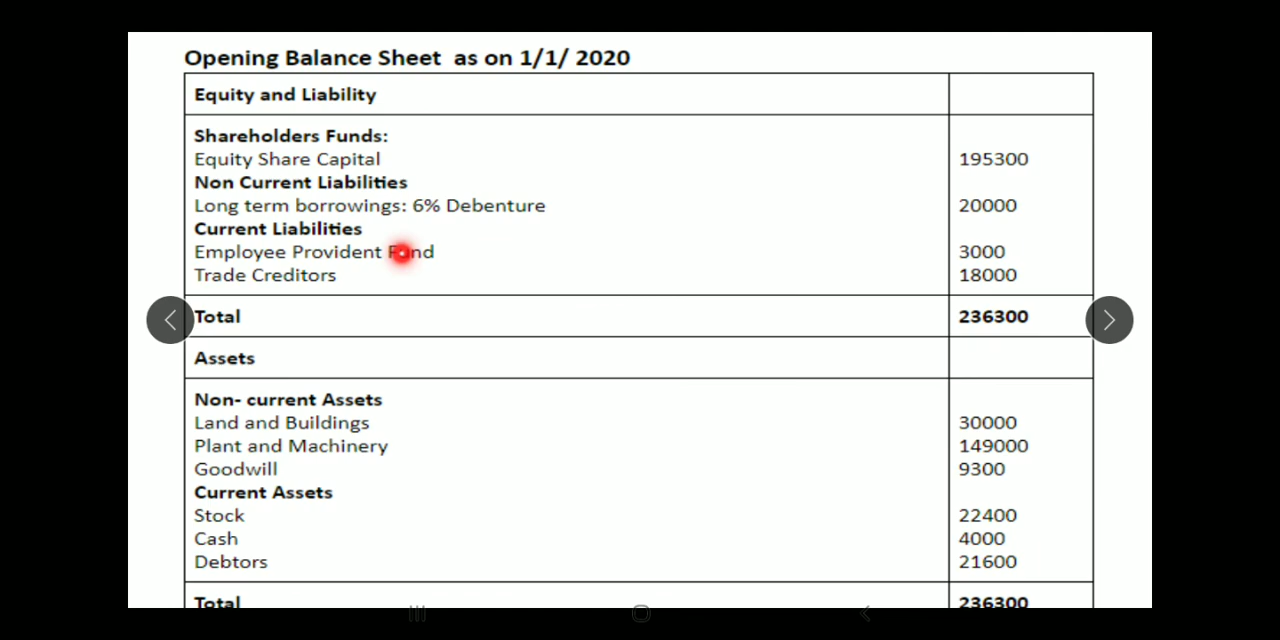 Opening Balance Sheet as on 1/1/ 2020
Equity and Liability
Shareholders Funds:
Equity Share Capital 195300
Non Current Liabilities
Long term borrowings: 6% Debenture 20000
Current Liabilities
Employee Provident Fund 3000
Trade Creditors 18000
Total 236300
Assets
Non- current Assets
Land and Buildings 30000
Plant and Machinery 149000
Goodwill 9300
Current Assets
Stock 22400
Cash 4000
Debtors 21600
Total 236300